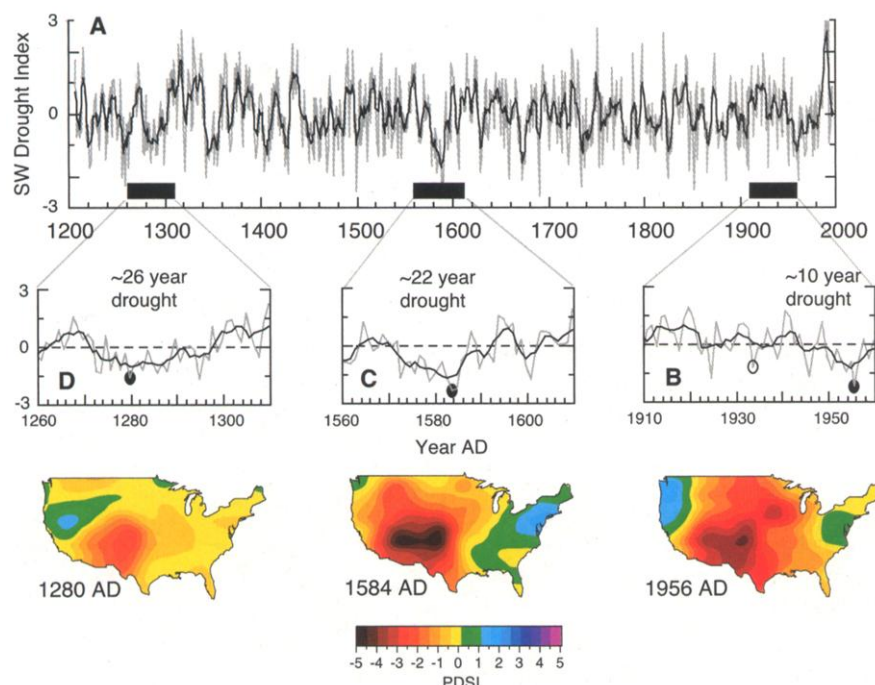 3
A
SW Drought Index
0
-3
1200 1300 1400 1500 1600 1700 1800 1900 2000
~26 year
drought
3
0
-3
D
1260 1280 1300
~22 year
drought
C
1560 1580 1600
~10 year
drought
B
1910 1930 1950
Year AD
1280 AD
1584 AD
1956 AD
-5 -4 -3 -2 -1 0 1 2 3 4 5
PDSI